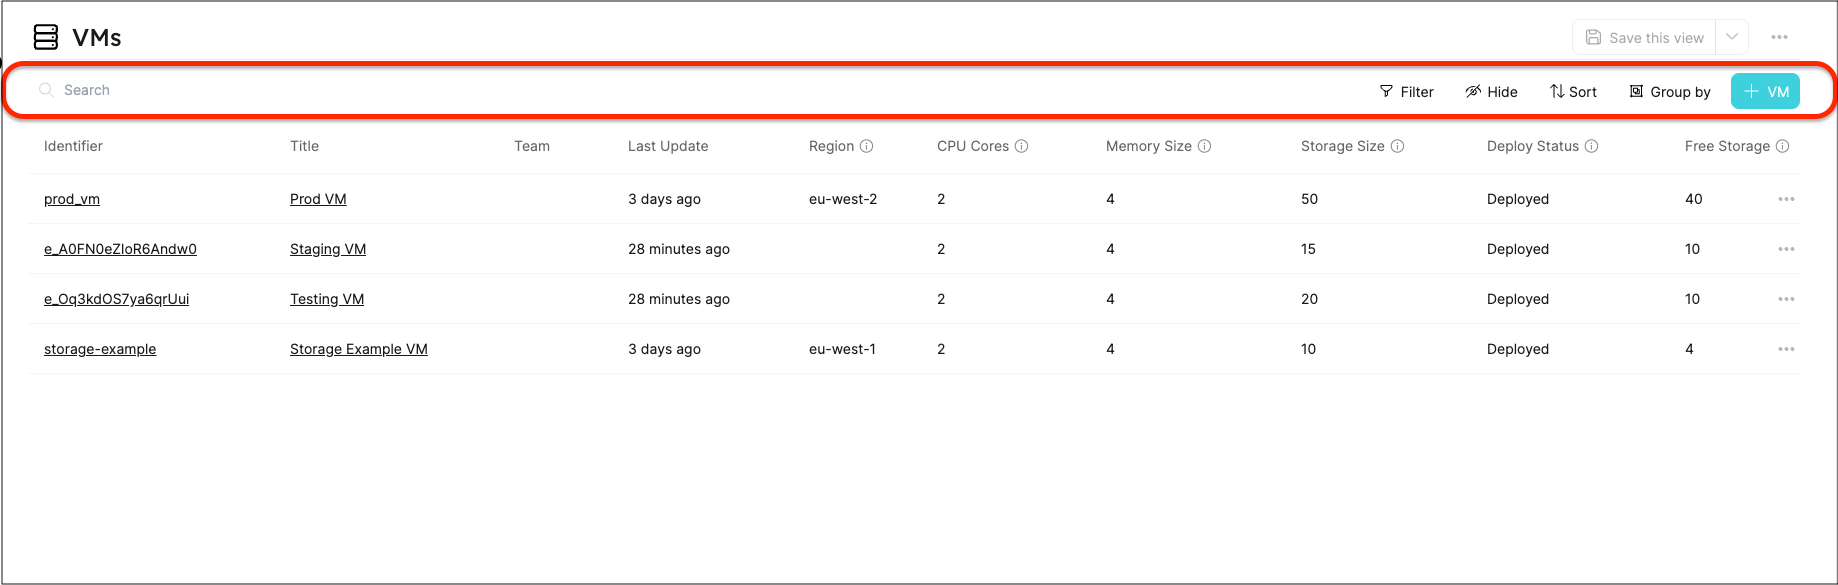 VMs
Save this view
Search Filter Hide Sort Group by + VM
Identifier Title Team Last Update Region CPU Cores Memory Size Storage Size Deploy Status Free Storage
prod_vm Prod VM 3 days ago eu-west-2 2 4 50 Deployed 40
e_A0FN0eZloR6Andw0 Staging VM 28 minutes ago 2 4 15 Deployed 10
e_Oq3kdOS7ya6qrUui Testing VM 28 minutes ago 2 4 20 Deployed 10
storage-example Storage Example VM 3 days ago eu-west-1 2 4 10 Deployed 4